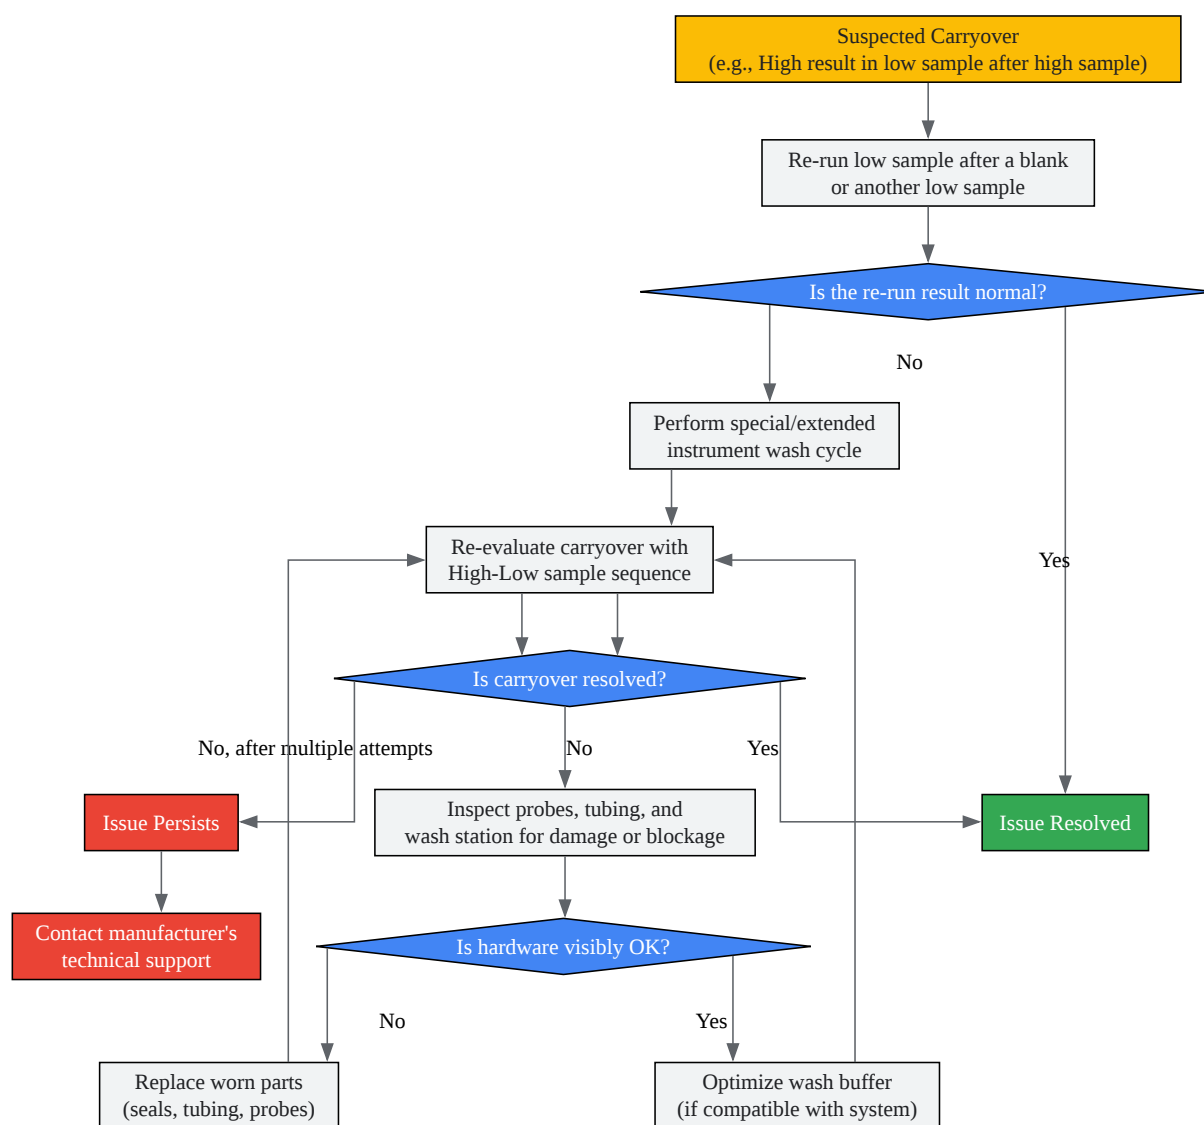 Suspected Carryover
(e.g., High result in low sample after high sample)
Re-run low sample after a blank
or another low sample
Is the re-run result normal?
No
Perform special/extended
instrument wash cycle
Re-evaluate carryover with
High-Low sample sequence
Yes
Is carryover resolved?
No, after multiple attempts
No
Yes
Issue Persists
Inspect probes, tubing, and
wash station for damage or blockage
Issue Resolved
Contact manufacturer's
technical support
Is hardware visibly OK?
No
Yes
Replace worn parts
(seals, tubing, probes)
Optimize wash buffer
(if compatible with system)